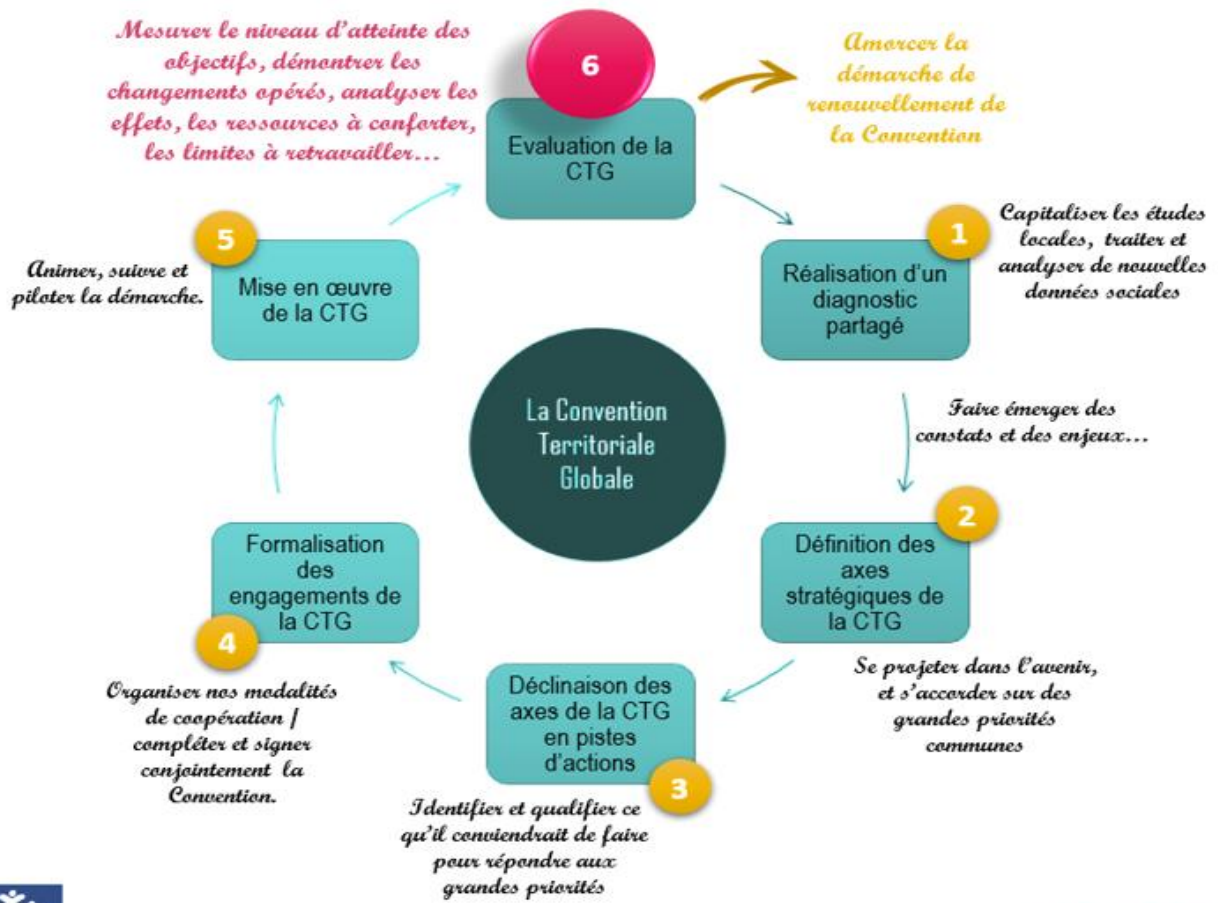 Mesurer le niveau d'atteinte des
objectifs, démontrer les
changements opérés, analyser les
effets, les ressources à conforter,
les limites à retravailler...
6
Evaluation de la
CTG
Amorcer la
démarche de
renouvellement de
la Convention
1
Réalisation d'un
diagnostic
partagé
Capitaliser les études
locales, traiter et
analyser de nouvelles
données sociales
Faire émerger des
constats et des enjeux...
2
Définition des
axes
stratégiques de
la CTG
Se projeter dans l'avenir,
et s'accorder sur des
grandes priorités
communes
Déclinaison des
axes de la CTG
en pistes
d'actions
3
Identifier et qualifier ce
qu'il conviendrait de faire
pour répondre aux
grandes priorités
Formalisation
des
engagements de
la CTG
4
Organiser nos modalités
de coopération /
compléter et signer
conjointement la
Convention.
5
Mise en œuvre
de la CTG
Animer, suivre et
piloter la démarche.
La Convention
Territoriale
Globale